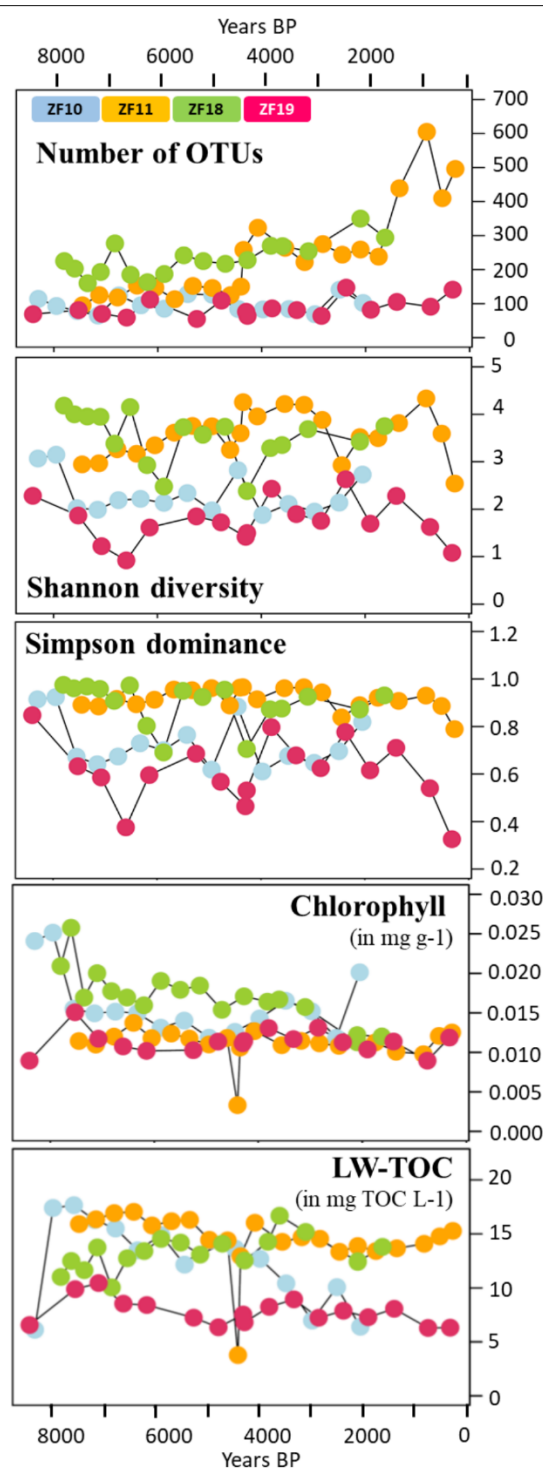 Years BP
8000 6000 4000 2000
ZF10 ZF11 ZF18 ZF19
Number of OTUs
700
600
500
400
300
200
100
0
5
4
3
2
1
0
Shannon diversity
Simpson dominance
1.2
1.0
0.8
0.6
0.4
0.2
Chlorophyll
(in mg g-1)
0.030
0.025
0.020
0.015
0.010
0.005
0.000
LW-TOC
(in mg TOC L-1)
20
15
10
5
0
8000 6000 4000 2000 0
Years BP